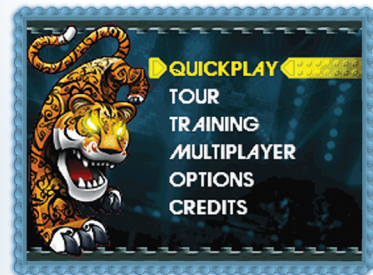 QUICKPLAY
TOUR
TRAINING
MULTIPLAYER
OPTIONS
CREDITS